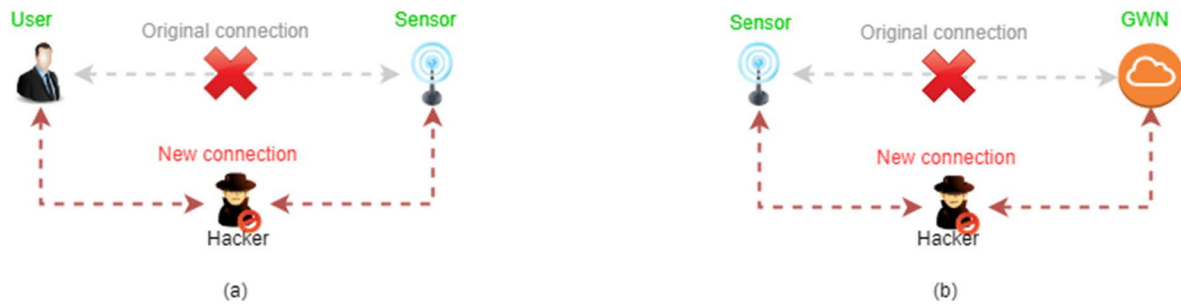 User
Original connection
Sensor
New connection
Hacker
(a)
Sensor
Original connection
GWN
New connection
Hacker
(b)